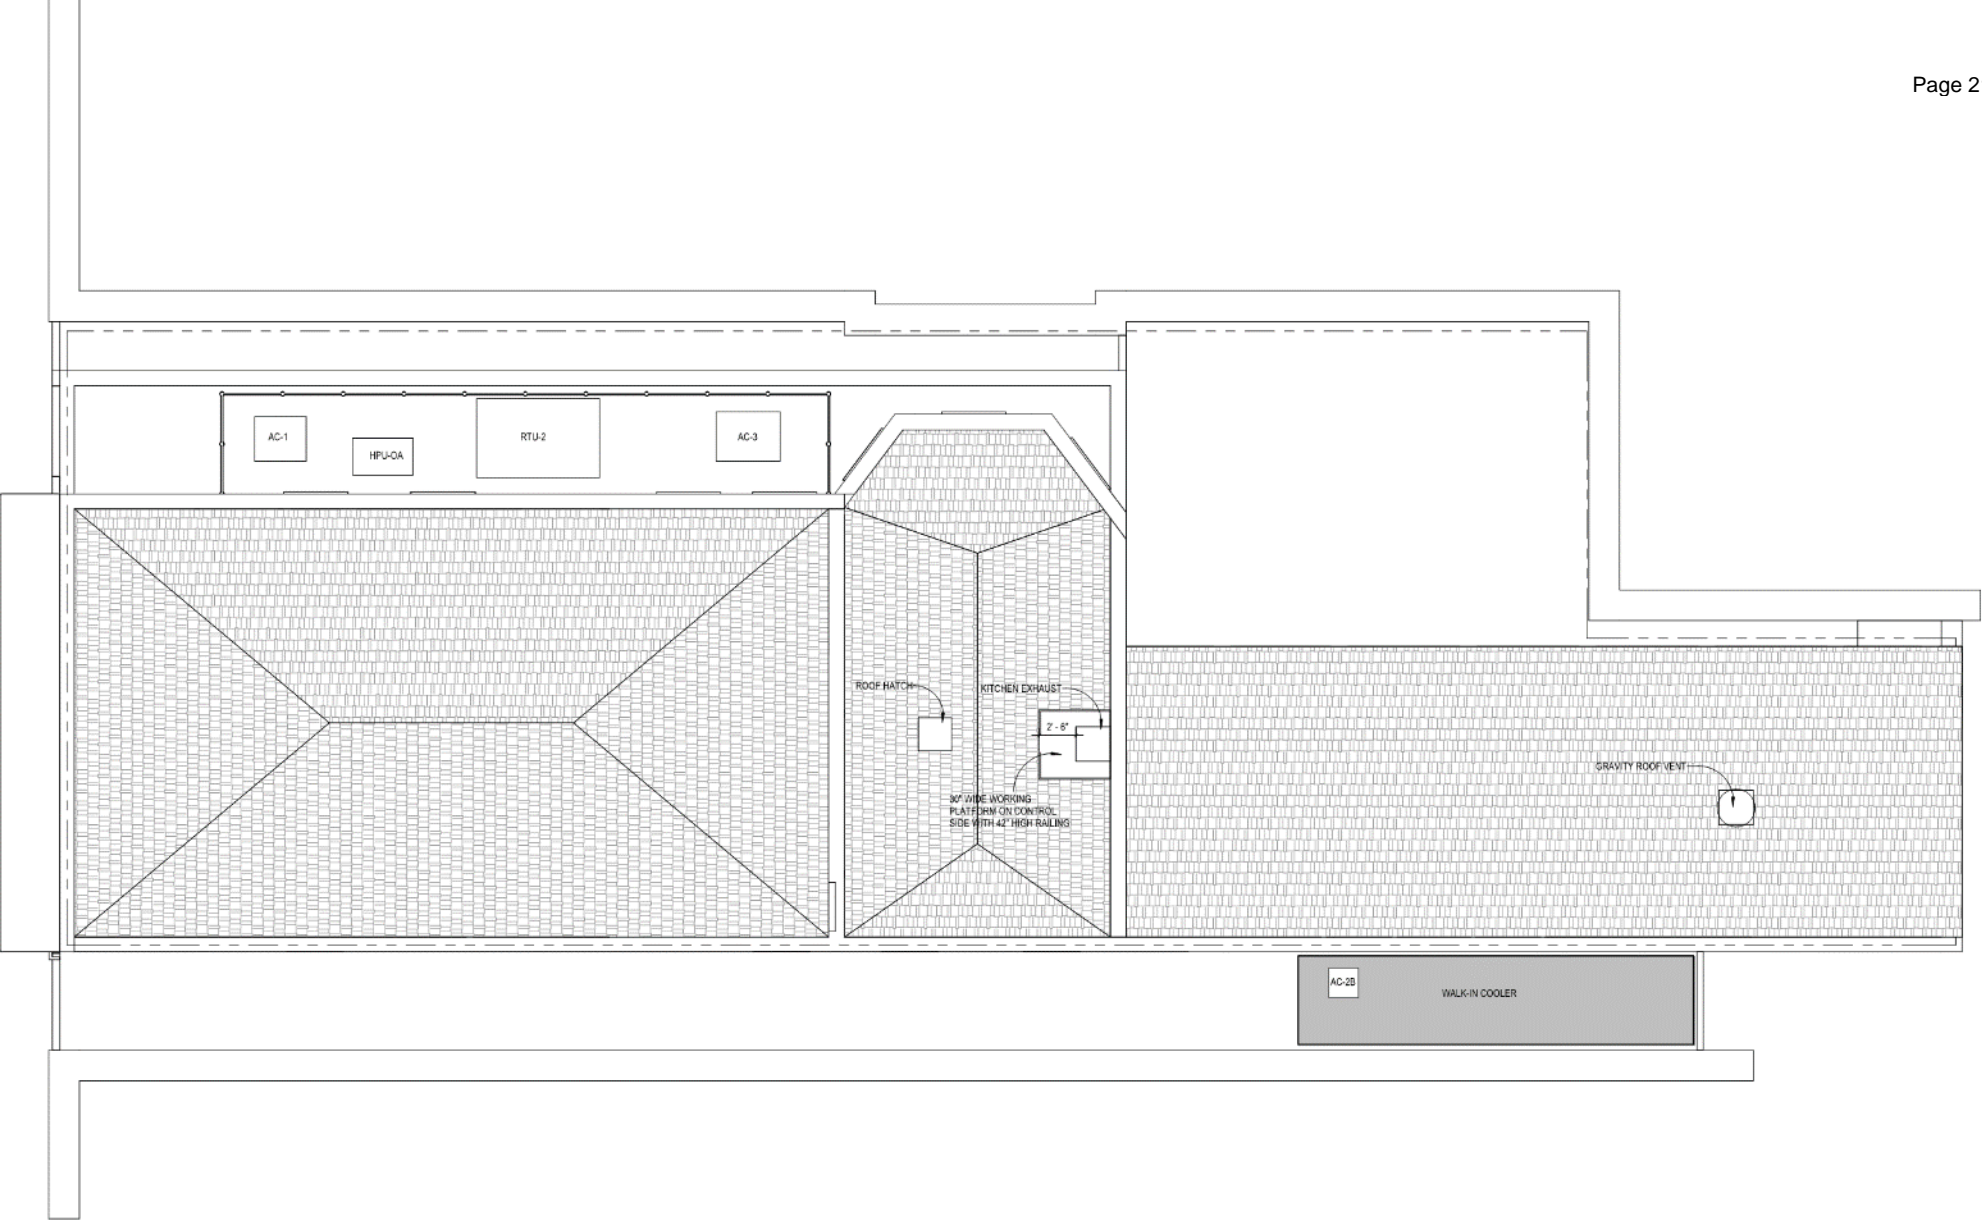 Page 2
AC-1
HPU-OA
RTU-2
AC-3
ROOF HATCH
KITCHEN EXHAUST
2' - 6"
30" WIDE WORKING
PLATFORM ON CONTROL
SIDE WITH 42" HIGH RAILING
GRAVITY ROOF VENT
AC-2B
WALK-IN COOLER